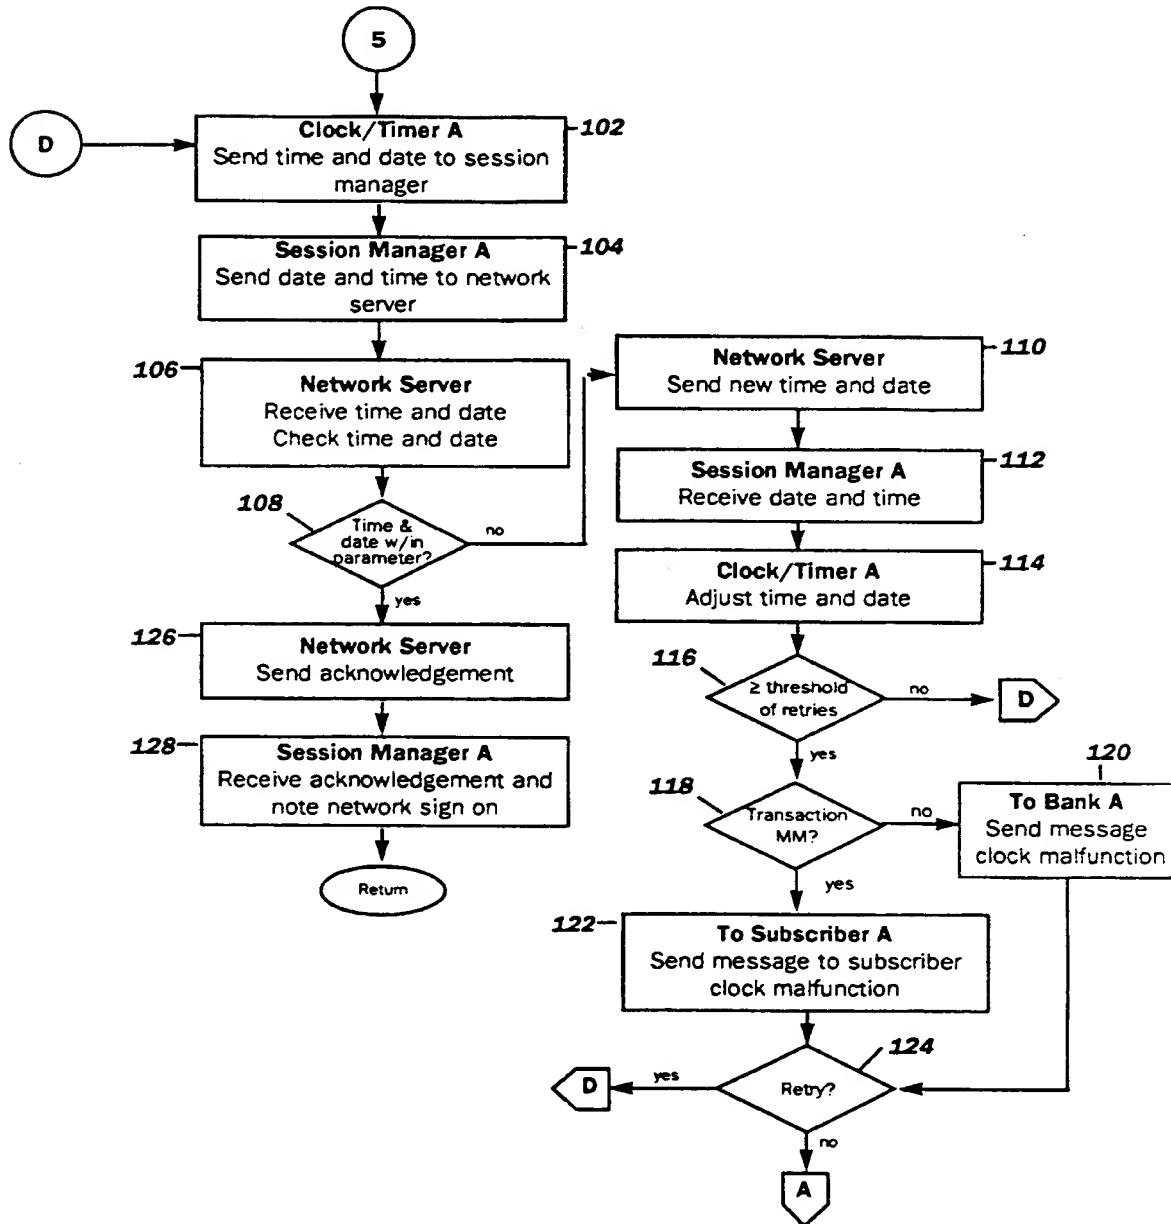 5
D
Clock/Timer A
102
Send time and date to session
manager
Session Manager A
104
Send date and time to network
server
106
Network Server
Receive time and date
Check time and date
108
Time &
date w/in
parameter?
no
yes
126
Network Server
Send acknowledgement
128
Session Manager A
Receive acknowledgement and
note network sign on
Return
110
Network Server
Send new time and date
112
Session Manager A
Receive date and time
114
Clock/Timer A
Adjust time and date
116
≥ threshold
of retries
no
D
yes
118
Transaction
MM?
no
yes
120
To Bank A
Send message
clock malfunction
122
To Subscriber A
Send message to subscriber
clock malfunction
124
Retry?
yes
D
no
A